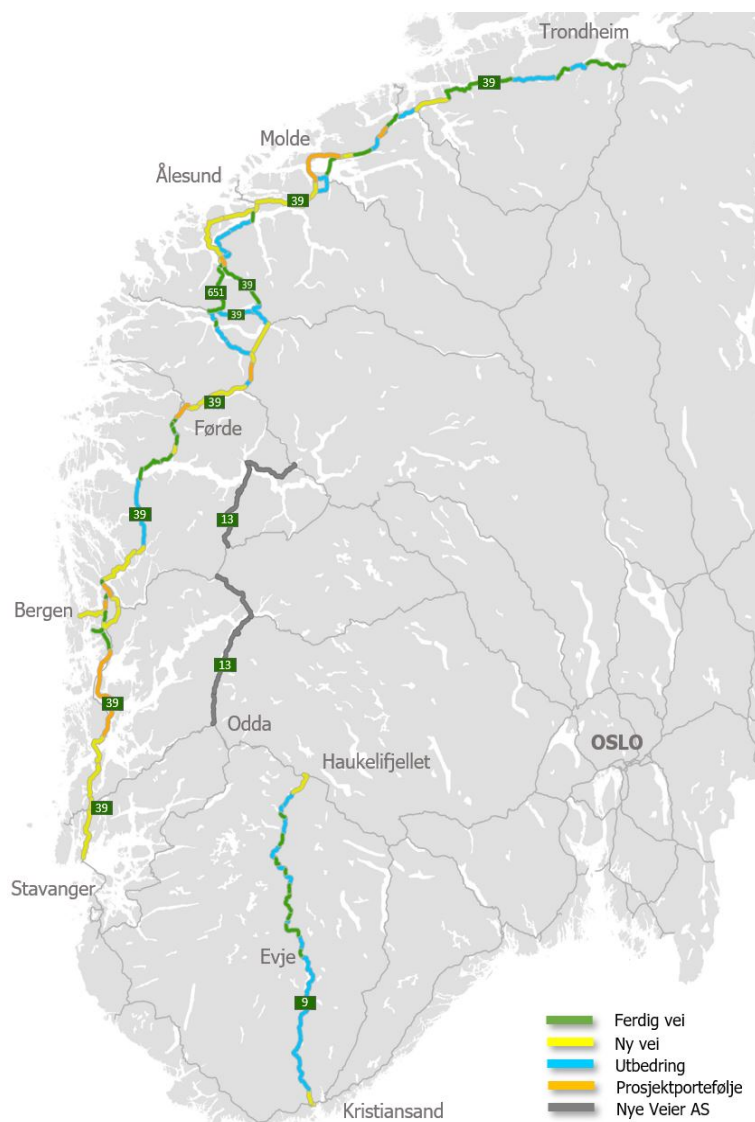 Trondheim
39
Molde
Ålesund
39
39
651
39
39
Førde
39
13
Bergen
13
39
Odda
OSLO
Haukelifjellet
39
Stavanger
Evje
9
Kristiansand
Ferdig vei
Ny vei
Utbedring
Prosjektportefølje
Nye Veier AS